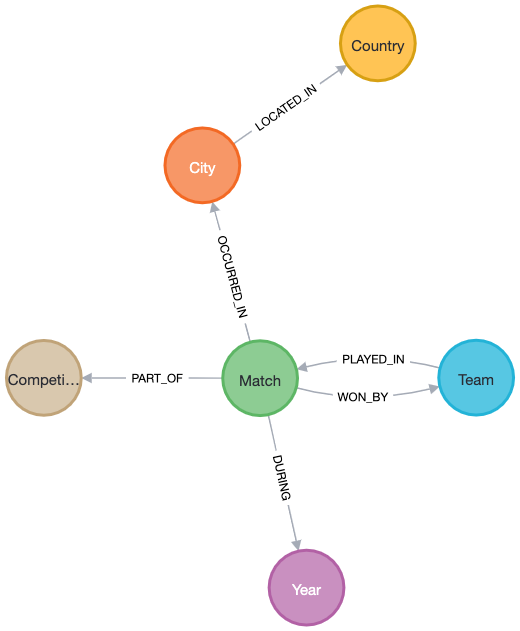 Country
LOCATED_IN
City
OCCURRED_IN
Competi...
PART_OF
Match
PLAYED_IN
WON_BY
Team
DURING
Year